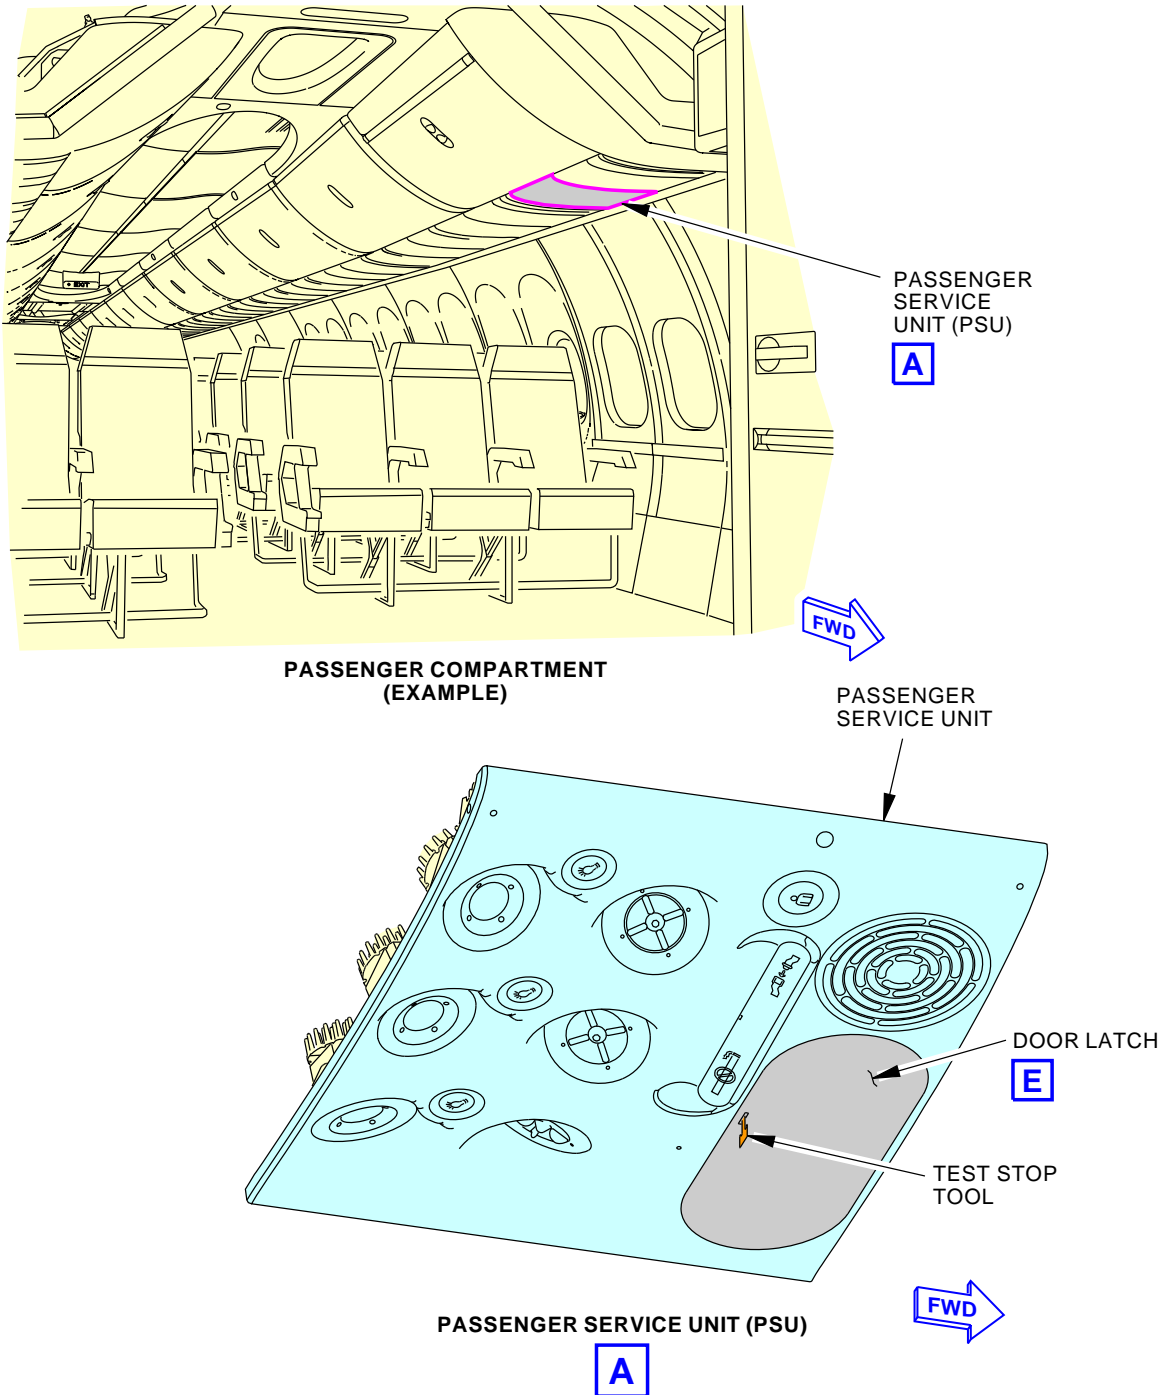 EXIT
PASSENGER
SERVICE
UNIT (PSU)
A
FWD
PASSENGER COMPARTMENT
(EXAMPLE)
PASSENGER
SERVICE UNIT
DOOR LATCH
E
TEST STOP
TOOL
FWD
PASSENGER SERVICE UNIT (PSU)
A